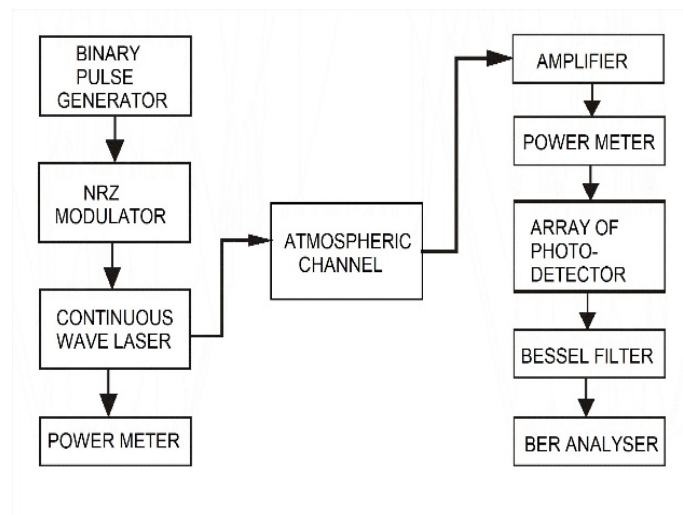 BINARY
PULSE
GENERATOR
NRZ
MODULATOR
CONTINUOUS
WAVE LASER
POWER METER
ATMOSPHERIC
CHANNEL
AMPLIFIER
POWER METER
ARRAY OF
PHOTO-
DETECTOR
BESSEL FILTER
BER ANALYSER